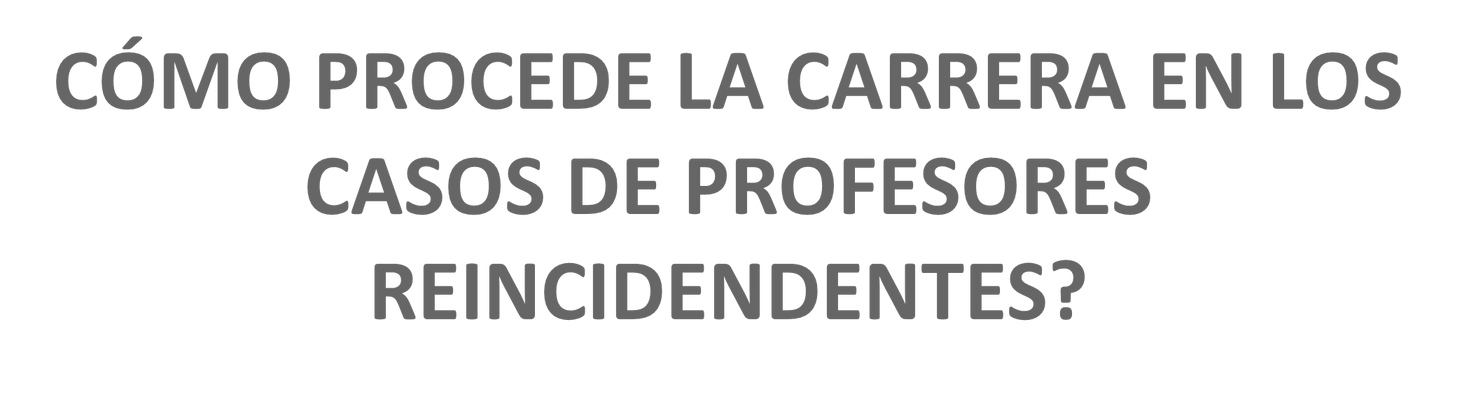 CÓMO PROCEDE LA CARRERA EN LOS
CASOS DE PROFESORES
REINCIDENDENTES?